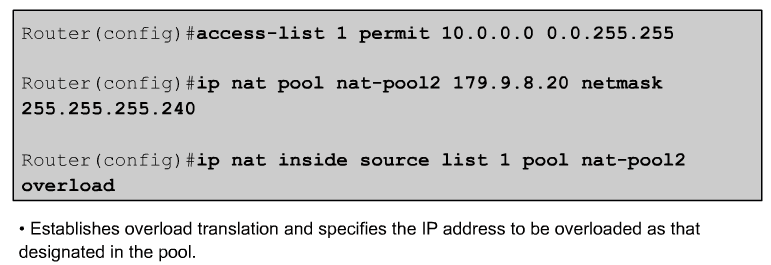 Router(config)#access-list 1 permit 10.0.0.0 0.0.255.255
Router(config)#ip nat pool nat-pool2 179.9.8.20 netmask
255.255.255.240
Router(config)#ip nat inside source list 1 pool nat-pool2
overload
• Establishes overload translation and specifies the IP address to be overloaded as that
designated in the pool.